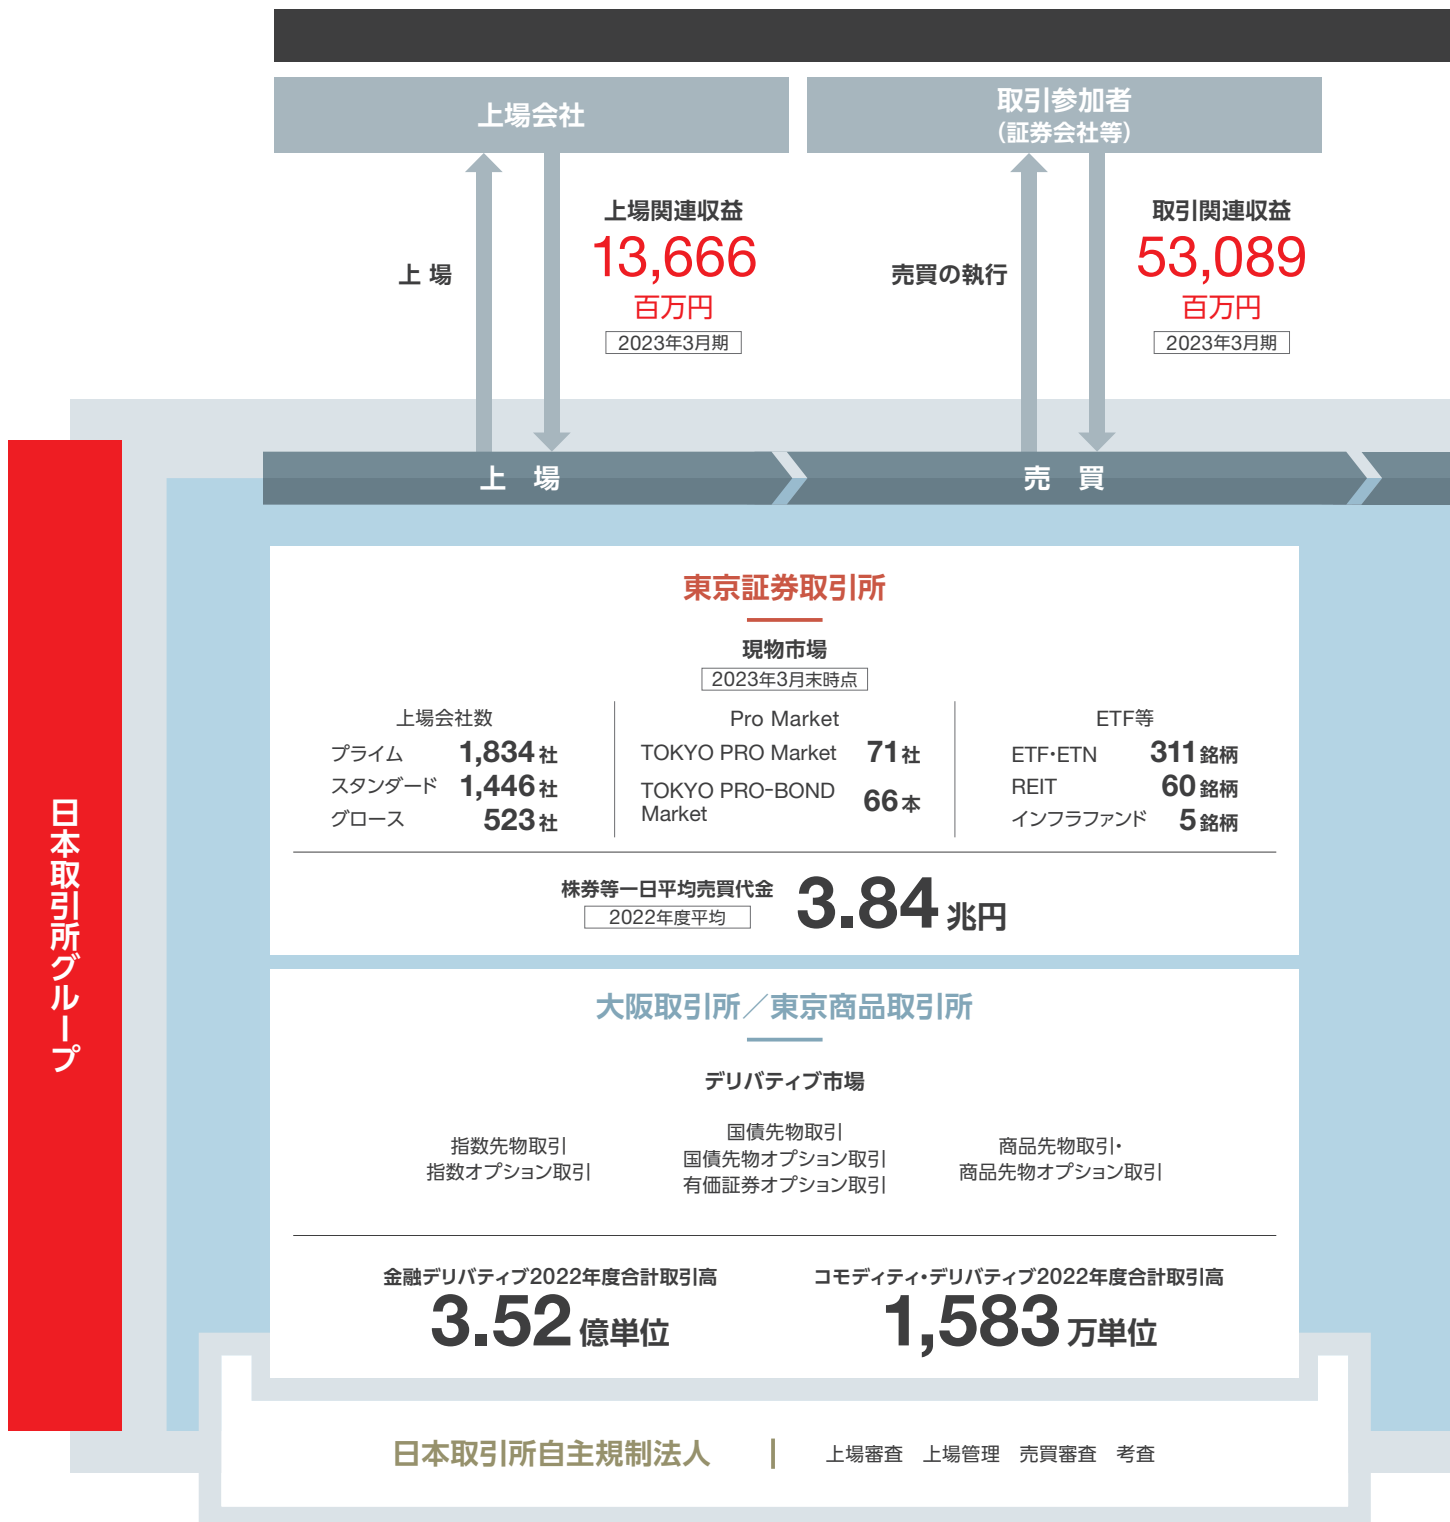 上場会社
取引参加者
（証券会社等）
上 場
上場関連収益
13,666
百万円
2023年3月期
売買の執行
取引関連収益
53,089
百万円
2023年3月期
上 場
売 買
日本取引所グループ
東京証券取引所
現物市場
2023年3月末時点
上場会社数
プライム 1,834社
スタンダード 1,446社
グロース 523社
Pro Market
TOKYO PRO Market 71社
TOKYO PRO-BOND
Market 66本
ETF等
ETF・ETN 311銘柄
REIT 60銘柄
インフラファンド 5銘柄
株券等一日平均売買代金
2022年度平均
3.84兆円
大阪取引所／東京商品取引所
デリバティブ市場
指数先物取引
指数オプション取引
国債先物取引
国債先物オプション取引
有価証券オプション取引
商品先物取引・
商品先物オプション取引
金融デリバティブ2022年度合計取引高
3.52億単位
コモディティ・デリバティブ2022年度合計取引高
1,583万単位
日本取引所自主規制法人
上場審査 上場管理 売買審査 考査